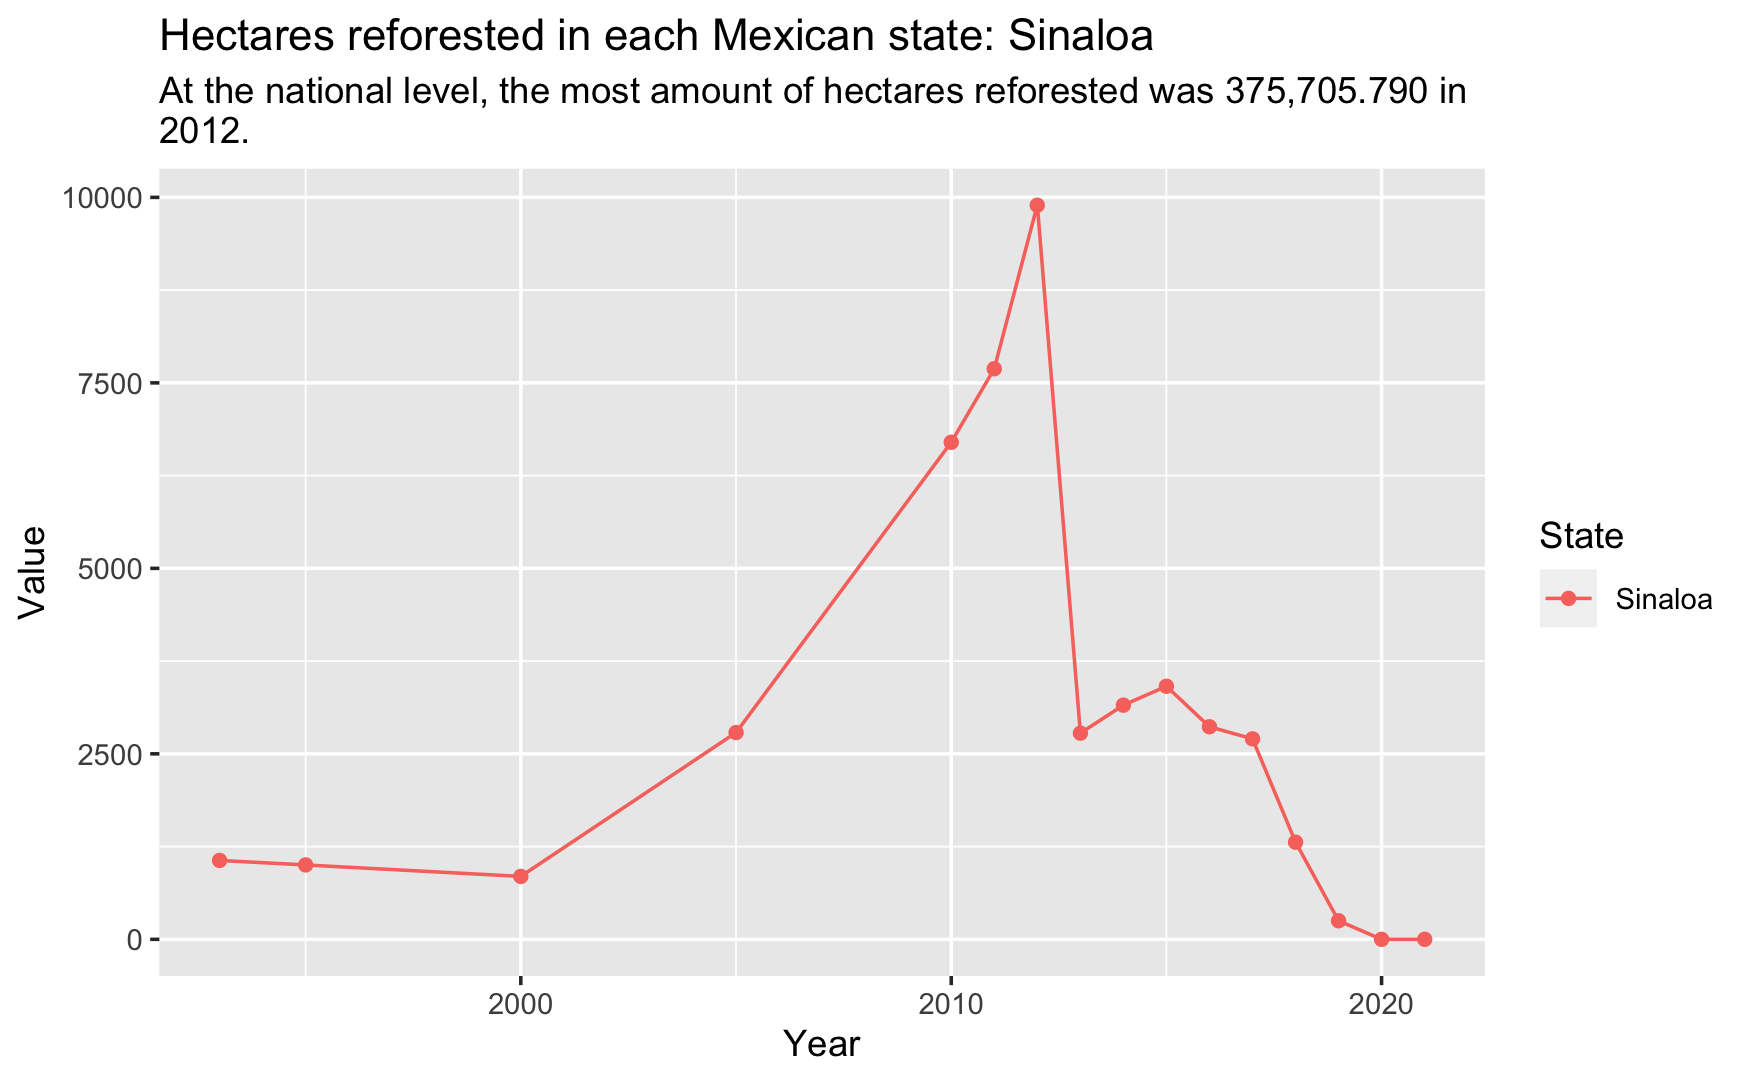 Hectares reforested in each Mexican state: Sinaloa
At the national level, the most amount of hectares reforested was 375,705.790 in
2012.
10000
7500
5000
2500
0
Value
2000
2010
2020
Year
State
Sinaloa